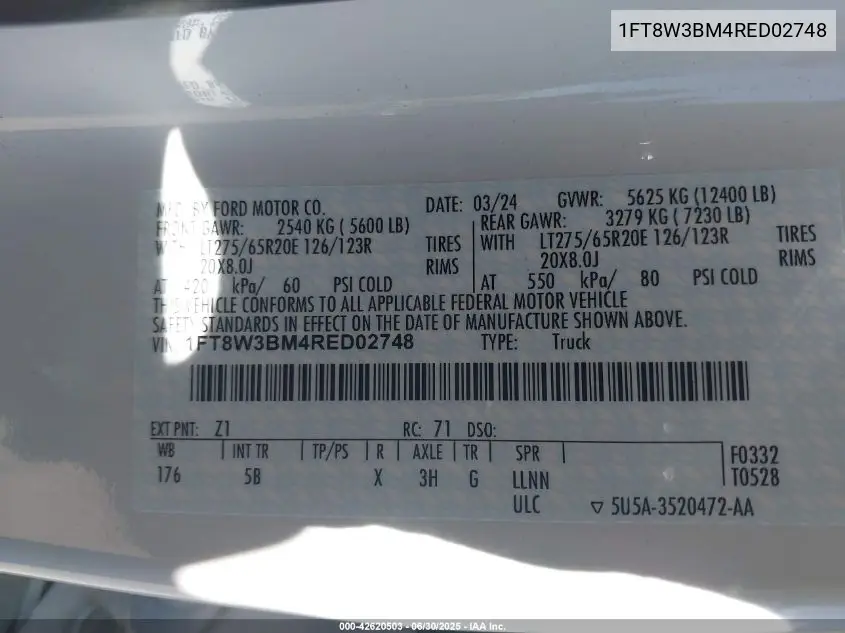 1FT8W3BM4RED02748
MFD. BY FORD MOTOR CO. DATE: 03/24 GVWR: 5625 KG (12400 LB)
FRONT GAWR: 2540 KG ( 5600 LB) REAR GAWR: 3279 KG ( 7230 LB)
WITH LT275/65R20E 126/123R TIRES WITH LT275/65R20E 126/123R TIRES
20X8.0J RIMS 20X8.0J RIMS
AT 420 kPa/ 60 PSI COLD AT 550 kPa/ 80 PSI COLD
THIS VEHICLE CONFORMS TO ALL APPLICABLE FEDERAL MOTOR VEHICLE
SAFETY STANDARDS IN EFFECT ON THE DATE OF MANUFACTURE SHOWN ABOVE.
VIN: 1FT8W3BM4RED02748 TYPE: Truck
EXT PNT: Z1 RC: 71 DSO:
WB INT TR TP/PS R AXLE TR SPR F0332
176 5B X 3H G LLNN T0528
ULC ▽ 5U5A-3520472-AA
000-42620503 - 06/30/2025 - IAA Inc.